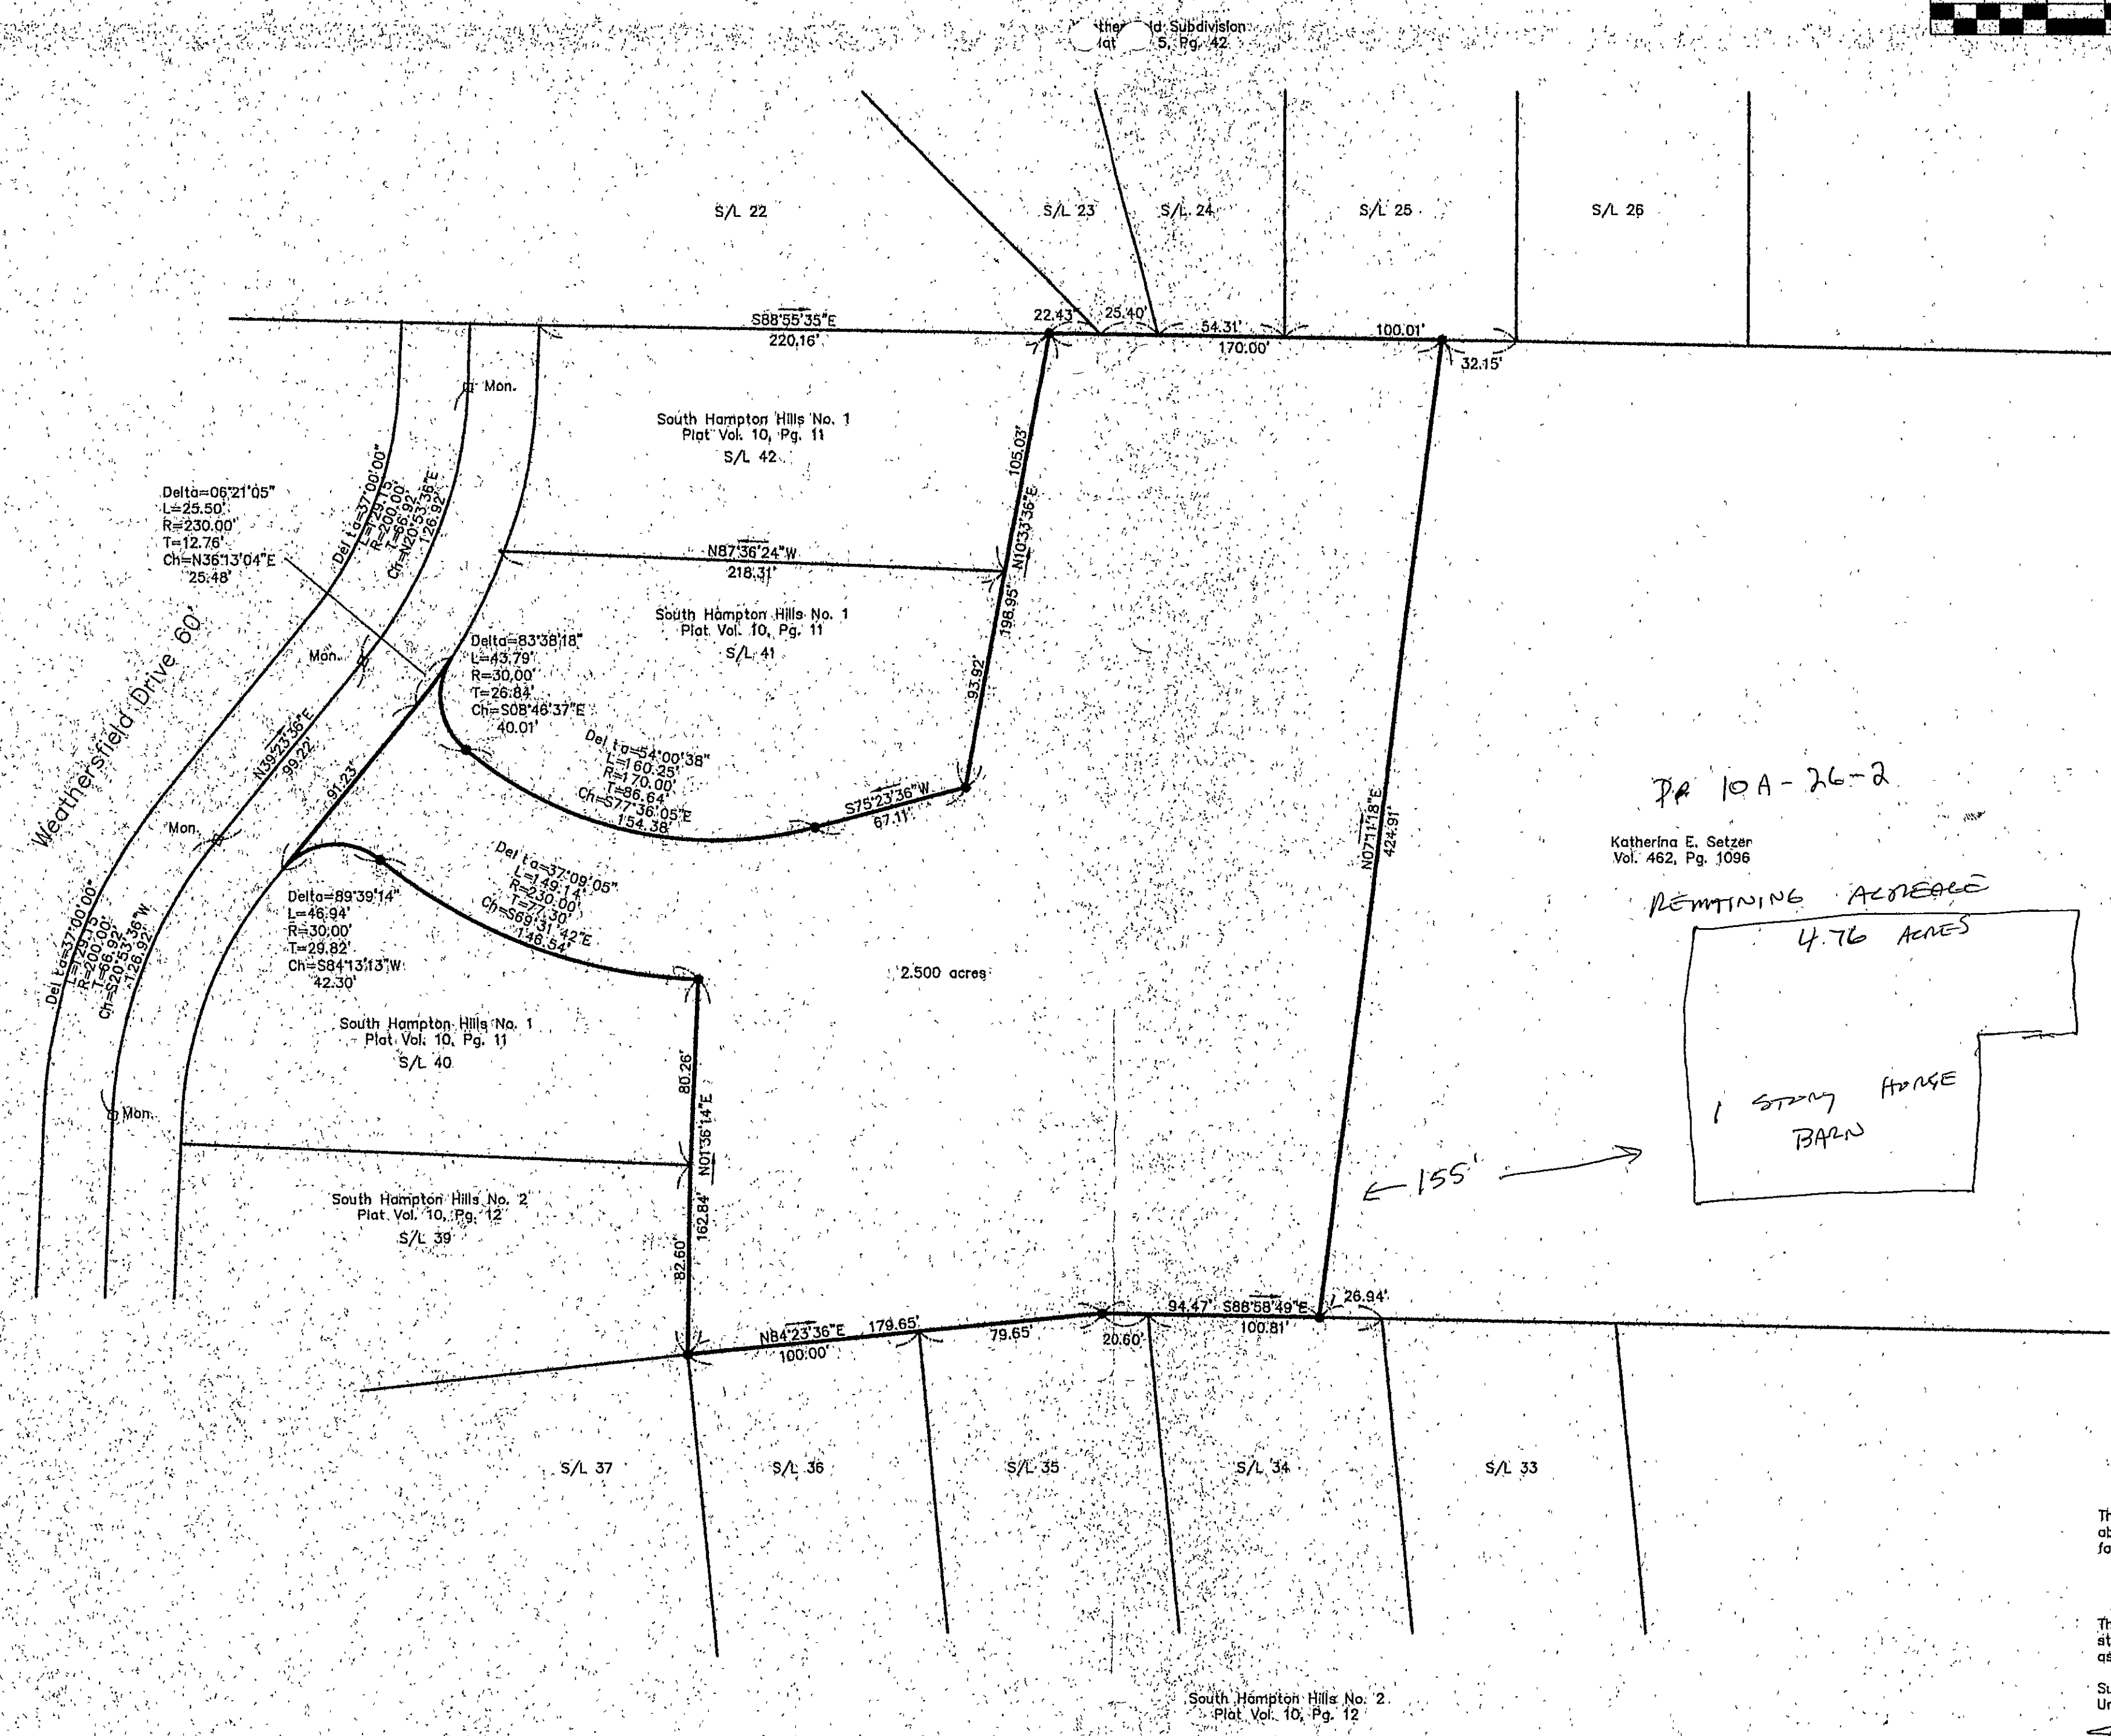 ld Subdivision
5, Pg. 42
S/L 22
S/L 23
S/L 24
S/L 25
S/L 26
S88°55'35"E
220.16'
22.43'
25.40'
54.31'
170.00'
100.01'
32.15'
Mon.
South Hampton Hills No. 1
Plat Vol. 10, Pg. 11
S/L 42
105.03'
N10°33'36"E
198.95'
93.92'
Delta=37°00'00"
L=129.15'
R=200.00'
T=66.92'
Ch=N20°53'36"E
126.92'
Delta=06°21'05"
L=25.50'
R=230.00'
T=12.76'
Ch=N36°13'04"E
25.48'
N87°36'24"W
218.31'
South Hampton Hills No. 1
Plat Vol. 10, Pg. 11
S/L 41
Delta=83°38'18"
L=43.79'
R=30.00'
T=26.84'
Ch=S08°46'37"E
40.01'
Mon.
Weathersfield Drive 60'
N39°23'36"E
99.22'
91.23'
Delta=54°00'38"
L=160.25'
R=170.00'
T=86.64'
Ch=S77°36'05"E
154.38'
S75°23'36"W
67.11'
N07°11'18"E
424.91'
PP 10A-26-2
Katherina E. Setzer
Vol. 462, Pg. 1096
REMAINING ACREAGE
4.76 ACRES
1 STORY HORSE
BARN
155'
Mon.
Delta=37°09'05"
L=149.14'
R=230.00'
T=77.30'
Ch=S69°31'42"E
146.54'
Delta=89°39'14"
L=46.94'
R=30.00'
T=29.82'
Ch=S84°13'13"W
42.30'
Delta=37°00'00"
L=129.15'
R=200.00'
T=66.92'
Ch=S20°53'36"W
126.92'
2.500 acres
South Hampton Hills No. 1
Plat Vol. 10, Pg. 11
S/L 40
80.26'
N01°36'14"E
162.84'
82.60'
Mon.
South Hampton Hills No. 2
Plat Vol. 10, Pg. 12
S/L 39
N84°23'36"E
179.65'
100.00'
79.65'
20.60'
94.47'
S88°58'49"E
100.81'
26.94'
S/L 37
S/L 36
S/L 35
S/L 34
S/L 33
South Hampton Hills No. 2
Plat Vol. 10, Pg. 12